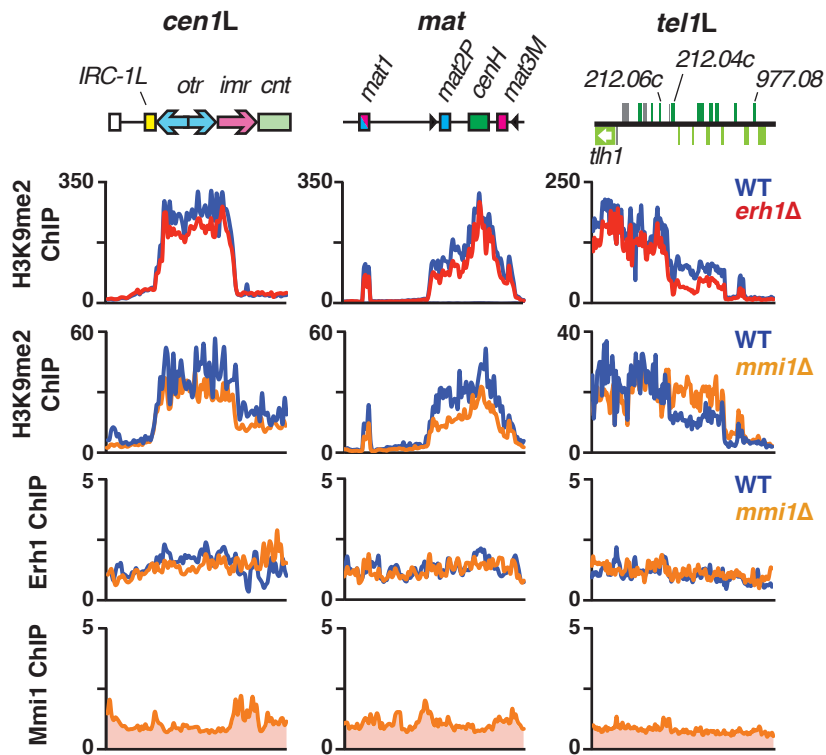 cen1L mat tel1L
IRC-1L otr imr cnt
mat1 mat2P cenH mat3M
212.06c 212.04c 977.08
tlh1
H3K9me2 ChIP
350 0
350 0
250 0
WT
erh1Δ
H3K9me2 ChIP
60 0
60 0
40 0
WT
mmi1Δ
Erh1 ChIP
5 0
5 0
5 0
WT
mmi1Δ
Mmi1 ChIP
5 0
5 0
5 0